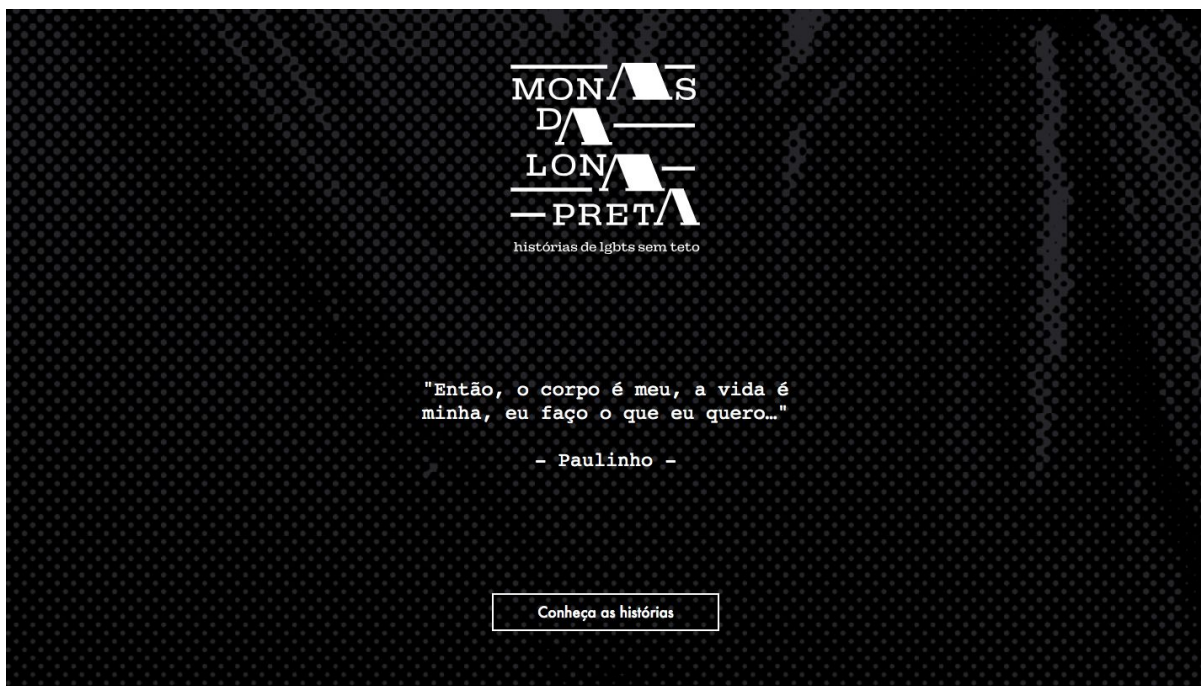 MONAS
DA
LONA
PRETA
histórias de lgbts sem teto
"Então, o corpo é meu, a vida é
minha, eu faço o que eu quero…"
– Paulinho –
Conheça as histórias